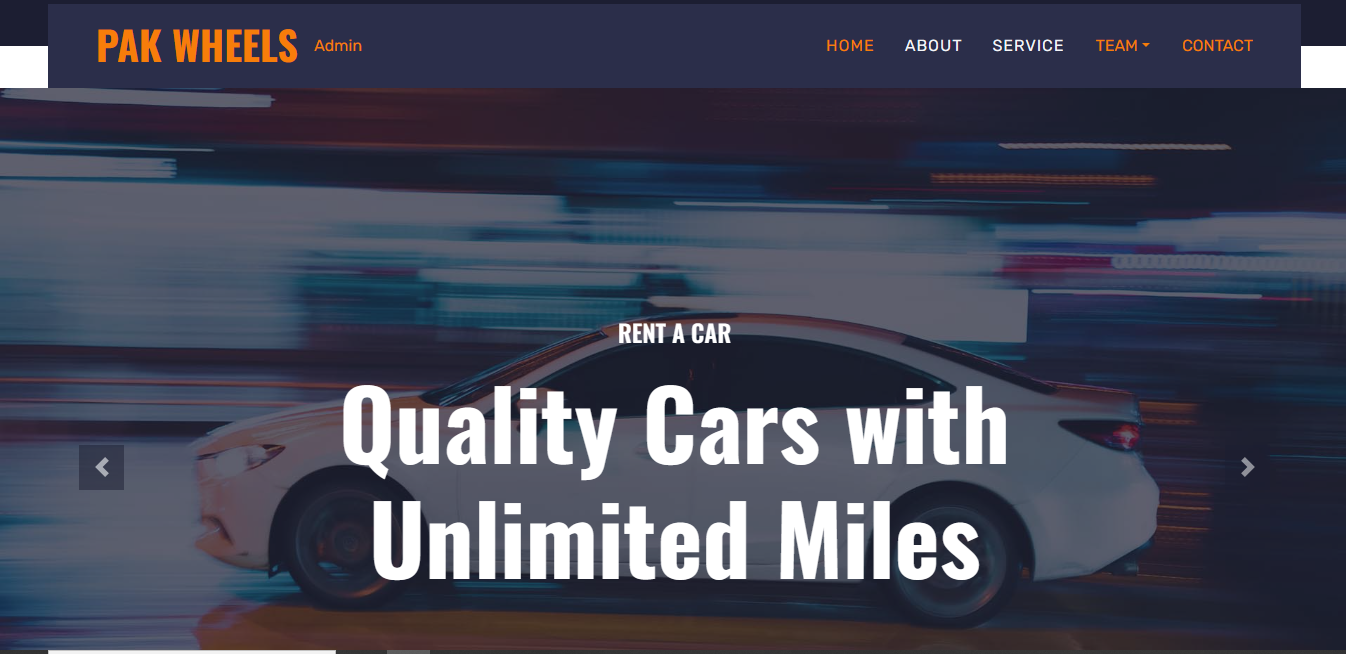 PAK WHEELS Admin HOME ABOUT SERVICE TEAM CONTACT
RENT A CAR
Quality Cars with
Unlimited Miles